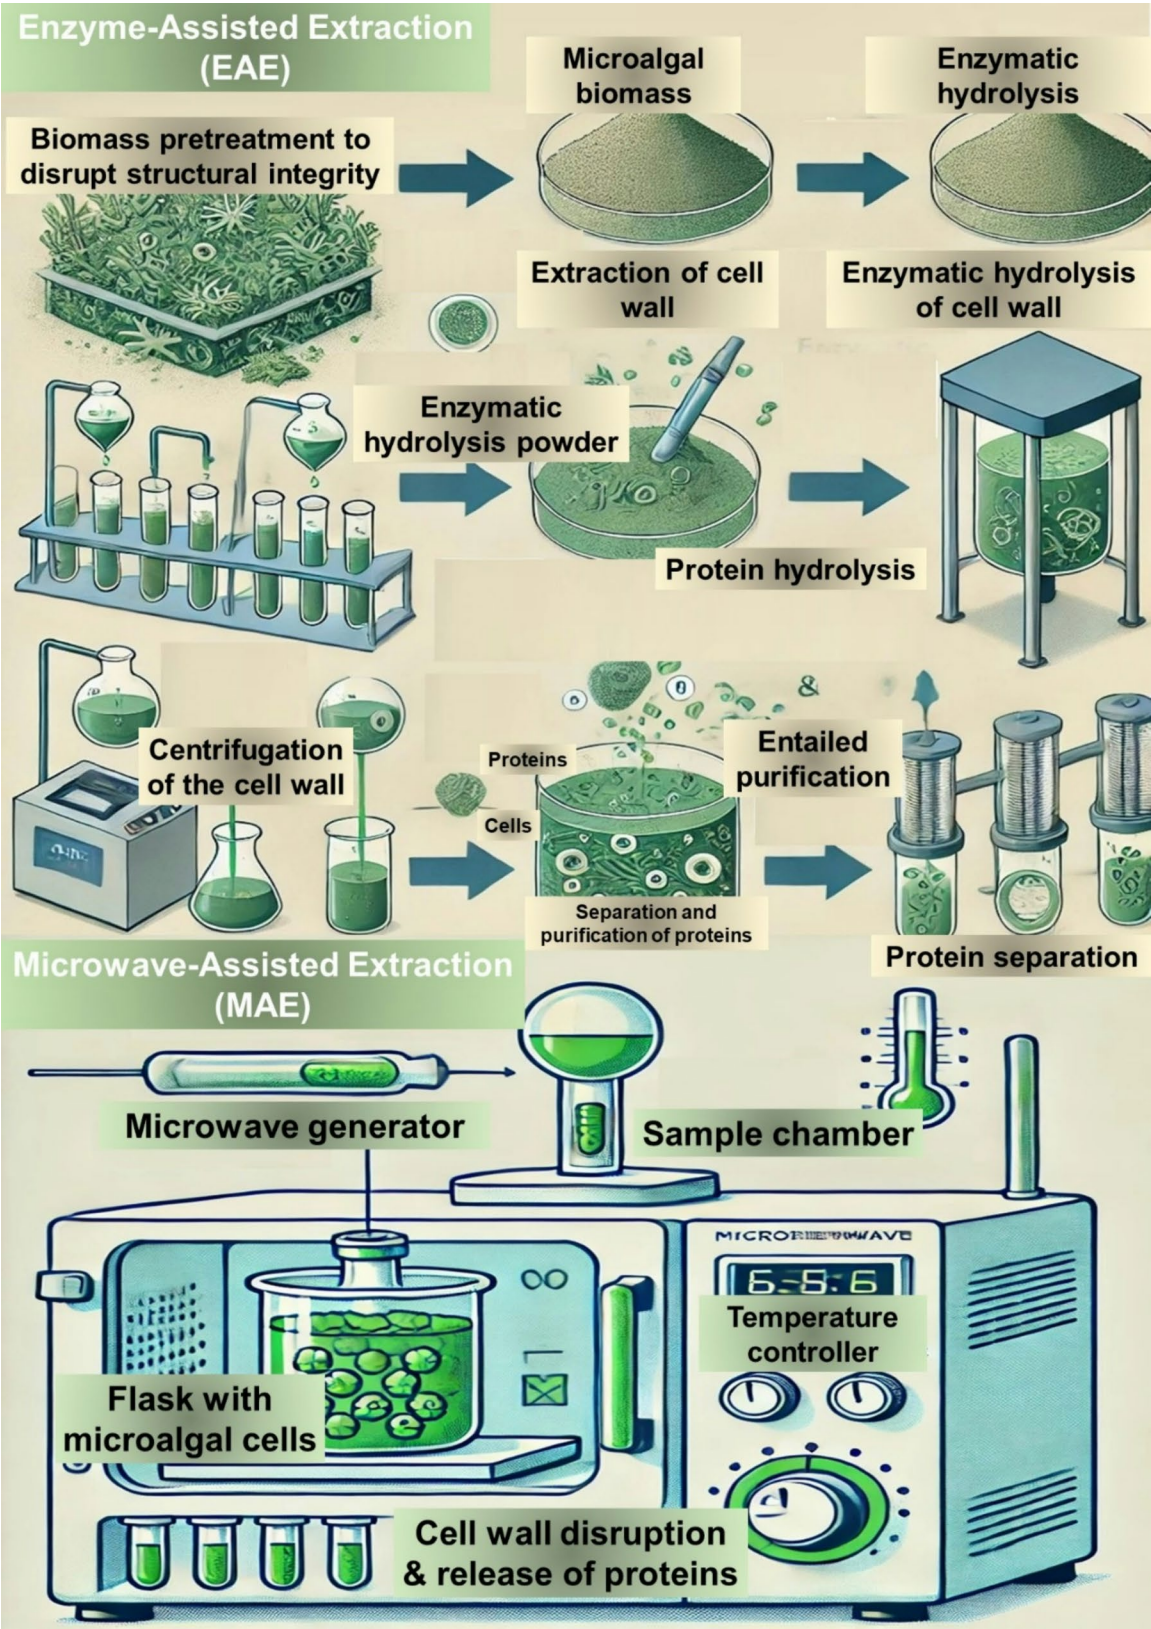 Enzyme-Assisted Extraction
(EAE)
Microalgal
biomass
Enzymatic
hydrolysis
Biomass pretreatment to
disrupt structural integrity
Extraction of cell
wall
Enzymatic hydrolysis
of cell wall
Enzymatic
hydrolysis powder
Protein hydrolysis
Centrifugation
of the cell wall
Proteins
Cells
Entailed
purification
&
Separation and
purification of proteins
Protein separation
Microwave-Assisted Extraction
(MAE)
Microwave generator
Sample chamber
6:5:6
Temperature
controller
Flask with
microalgal cells
Cell wall disruption
& release of proteins